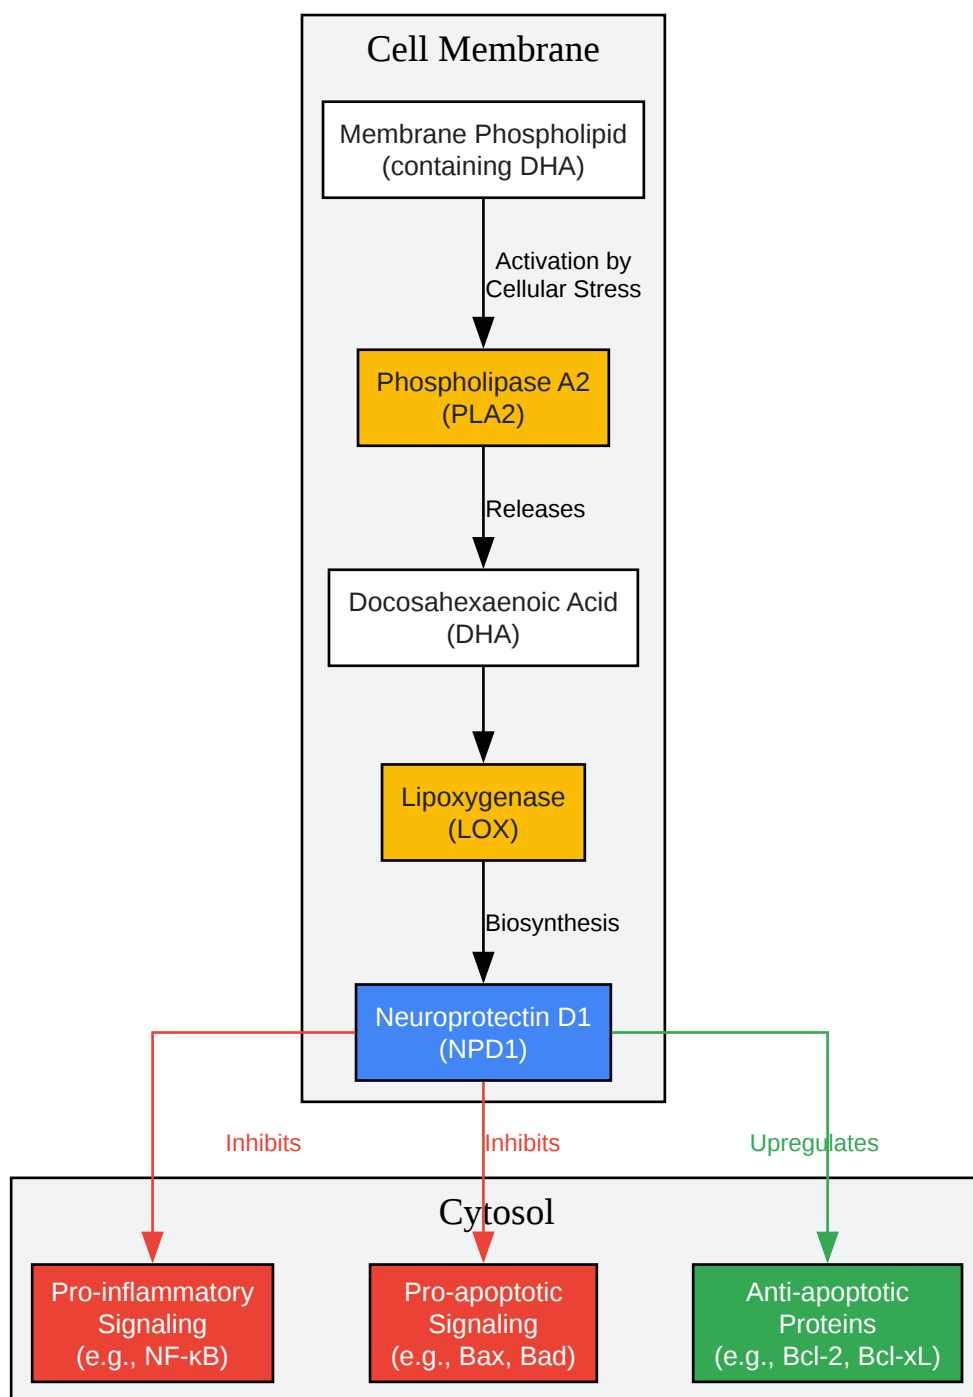 Cell Membrane
Membrane Phospholipid
(containing DHA)
Activation by
Cellular Stress
Phospholipase A2
(PLA2)
Releases
Docosahexaenoic Acid
(DHA)
Lipoxygenase
(LOX)
Biosynthesis
Neuroprotectin D1
(NPD1)
Inhibits
Inhibits
Upregulates
Cytosol
Pro-inflammatory
Signaling
(e.g., NF-κB)
Pro-apoptotic
Signaling
(e.g., Bax, Bad)
Anti-apoptotic
Proteins
(e.g., Bcl-2, Bcl-xL)